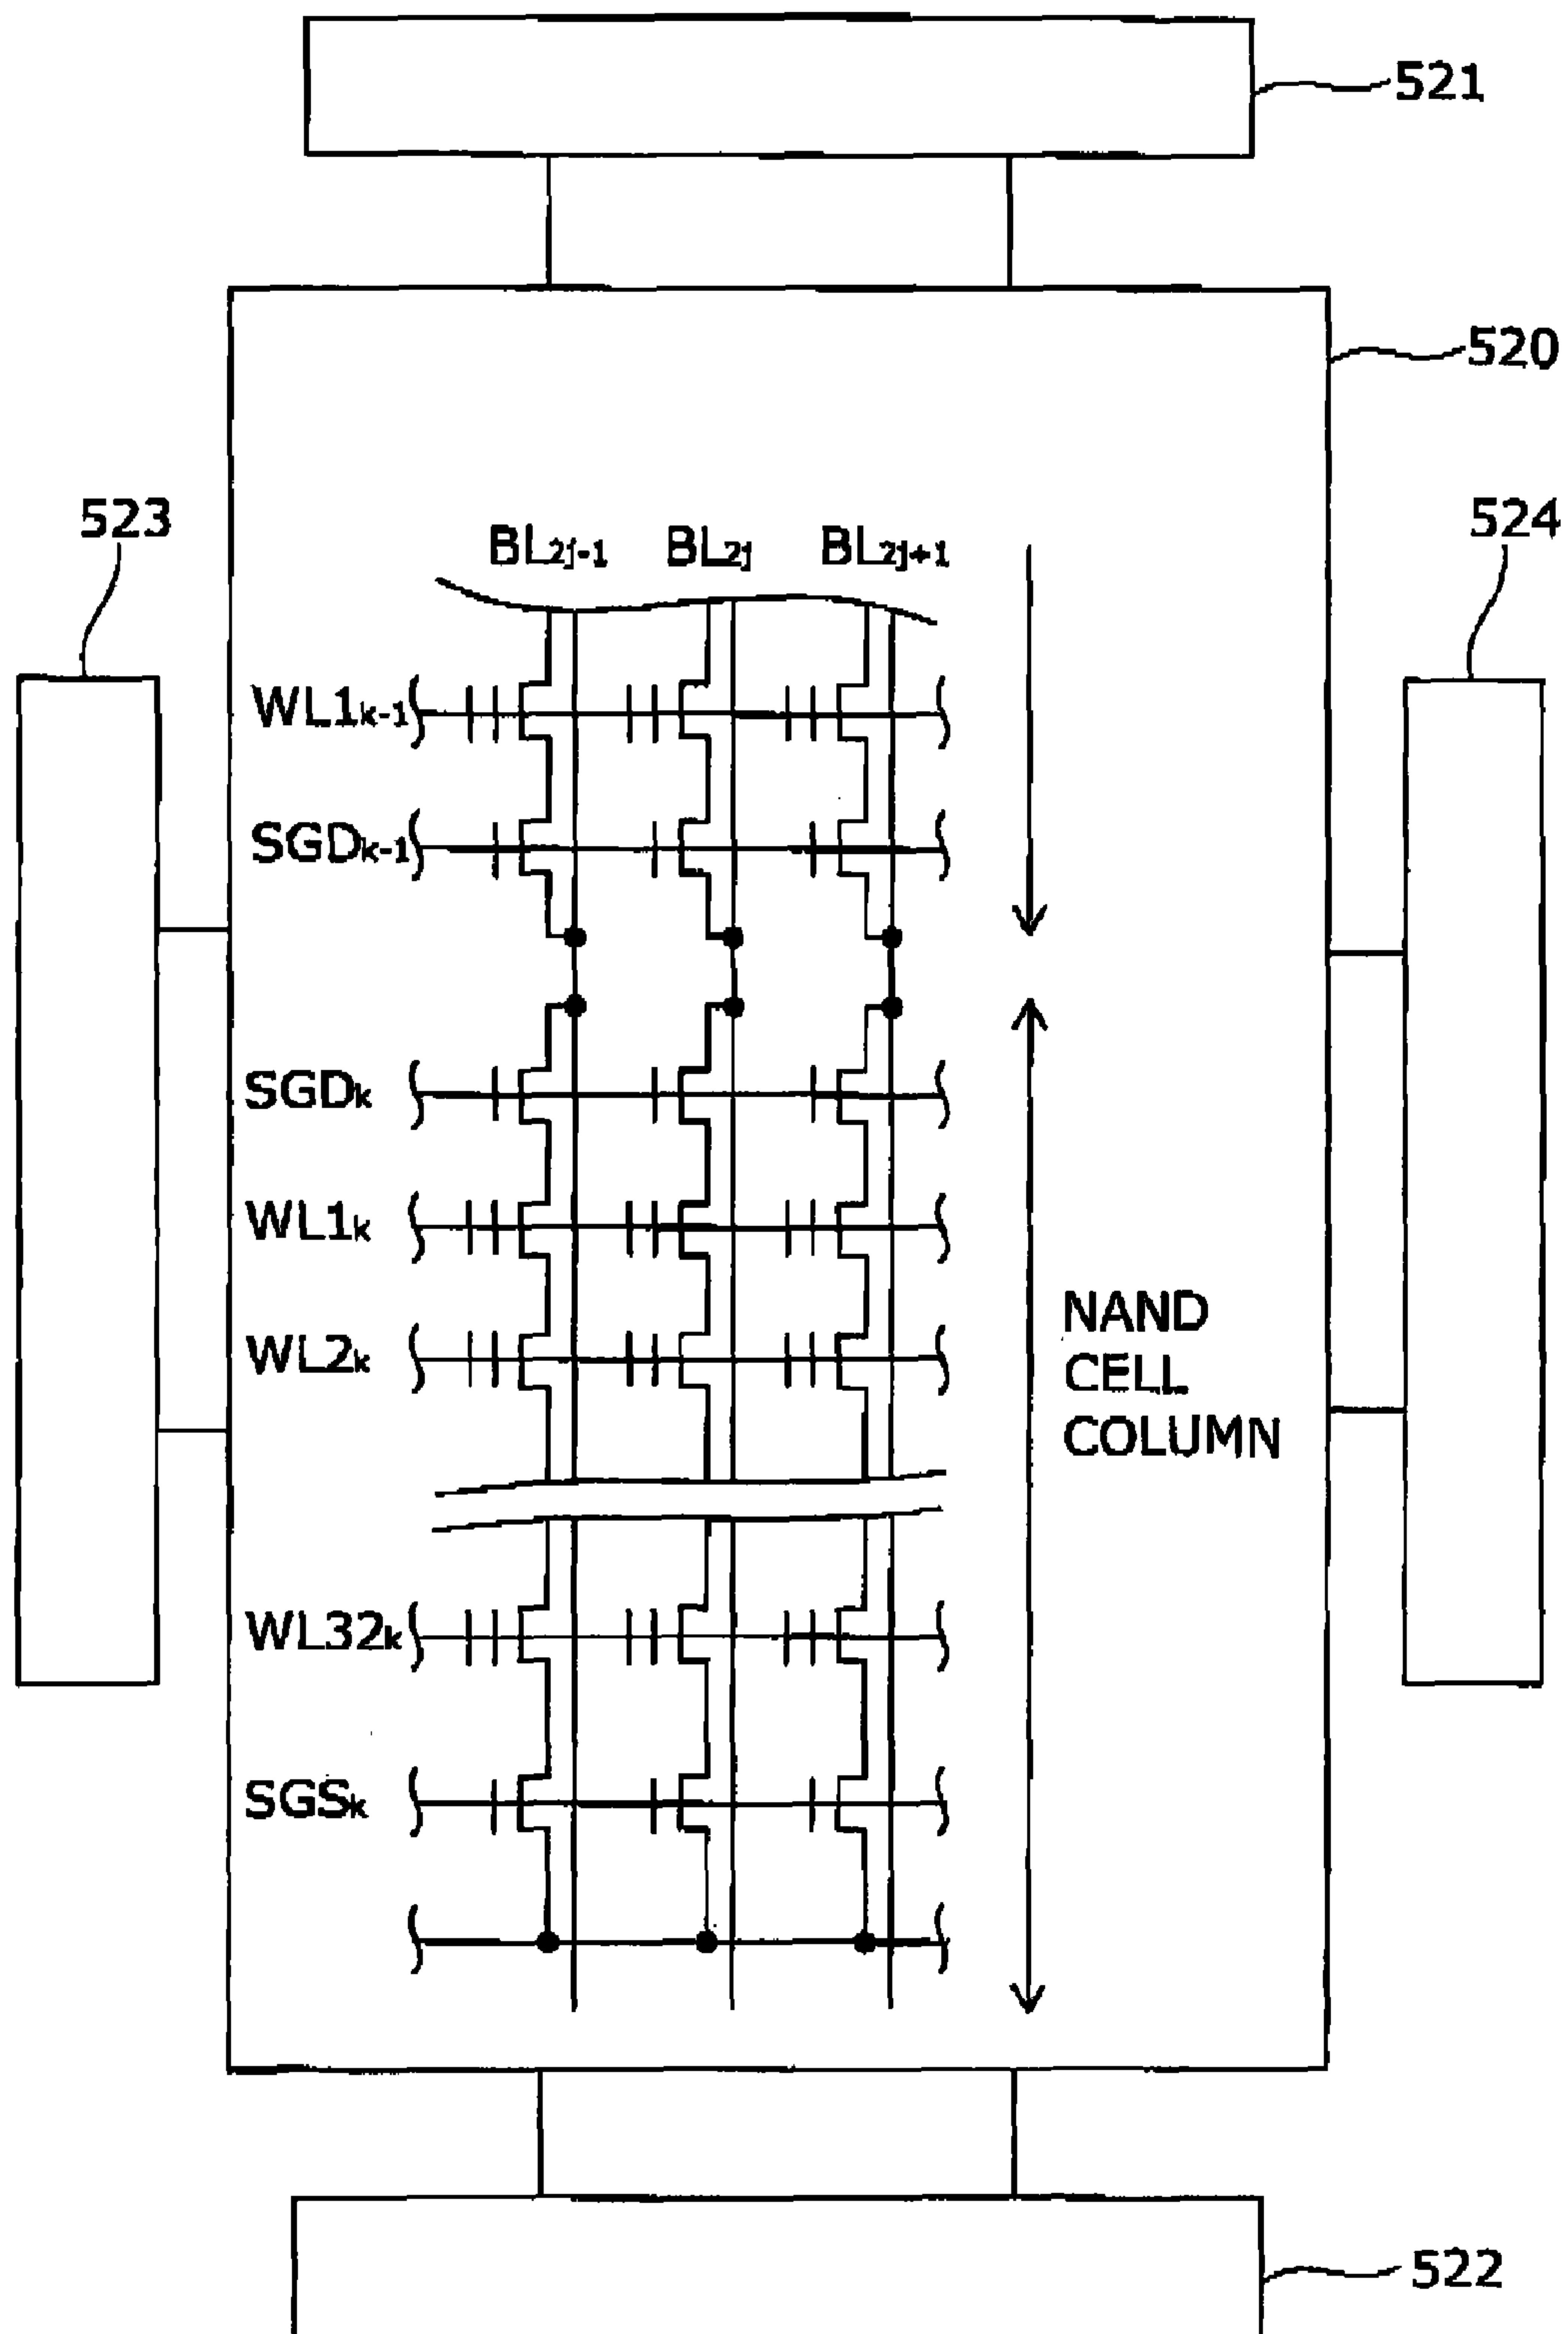 521
520
523
524
BL2j-1 BL2j BL2j+1
WL1k-1
SGDk-1
SGDk
WL1k
WL2k
NAND
CELL
COLUMN
WL32k
SGSk
522